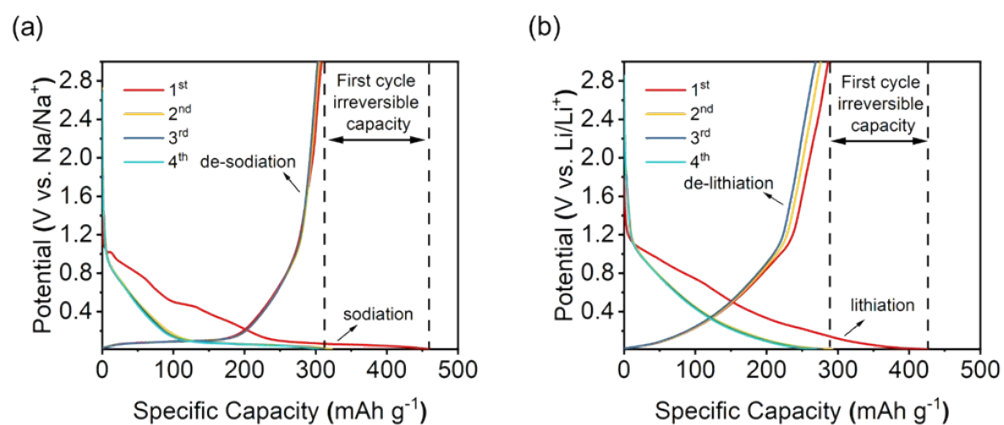 (a)
Potential (V vs. Na/Na⁺)
2.8
2.4
2.0
1.6
1.2
0.8
0.4
1ˢᵗ
2ⁿᵈ
3ʳᵈ
4ᵗʰ
First cycle
irreversible
capacity
de-sodiation
sodiation
0 100 200 300 400 500
Specific Capacity (mAh g⁻¹)
(b)
Potential (V vs. Li/Li⁺)
2.8
2.4
2.0
1.6
1.2
0.8
0.4
1ˢᵗ
2ⁿᵈ
3ʳᵈ
4ᵗʰ
First cycle
irreversible
capacity
de-lithiation
lithiation
0 100 200 300 400 500
Specific Capacity (mAh g⁻¹)